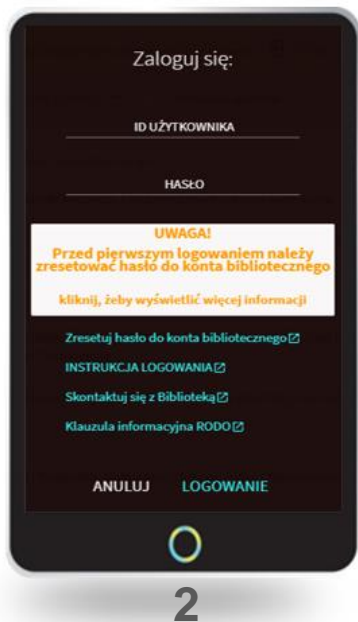 Zaloguj się:
ID UŻYTKOWNIKA
HASŁO
UWAGA!
Przed pierwszym logowaniem należy
zresetować hasło do konta bibliotecznego
kliknij, żeby wyświetlić więcej informacji
Zresetuj hasło do konta bibliotecznego
INSTRUKCJA LOGOWANIA
Skontaktuj się z Biblioteką
Klauzula informacyjna RODO
ANULUJ LOGOWANIE
2